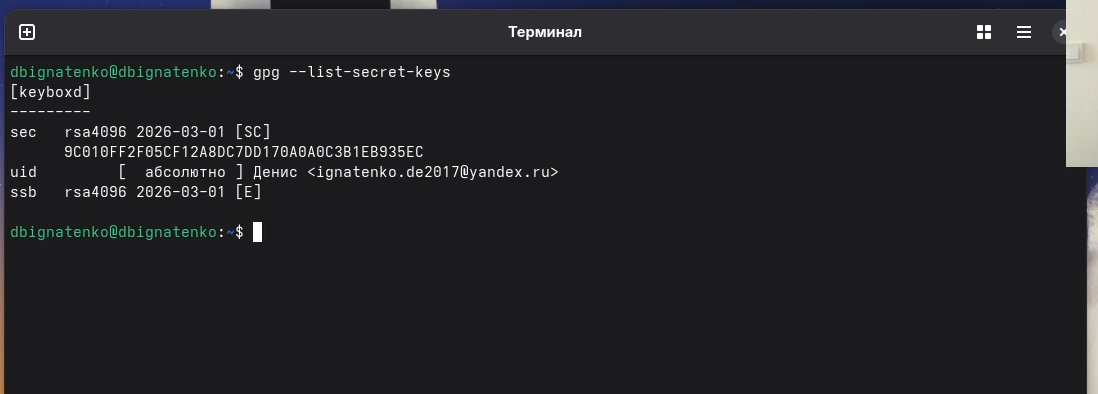 Терминал
dbignatenko@dbignatenko:~$ gpg --list-secret-keys
[keyboxd]
---------
sec   rsa4096 2026-03-01 [SC]
      9C010FF2F05CF12A8DC7DD170A0A0C3B1EB935EC
uid         [  абсолютно ] Денис <ignatenko.de2017@yandex.ru>
ssb   rsa4096 2026-03-01 [E]
dbignatenko@dbignatenko:~$